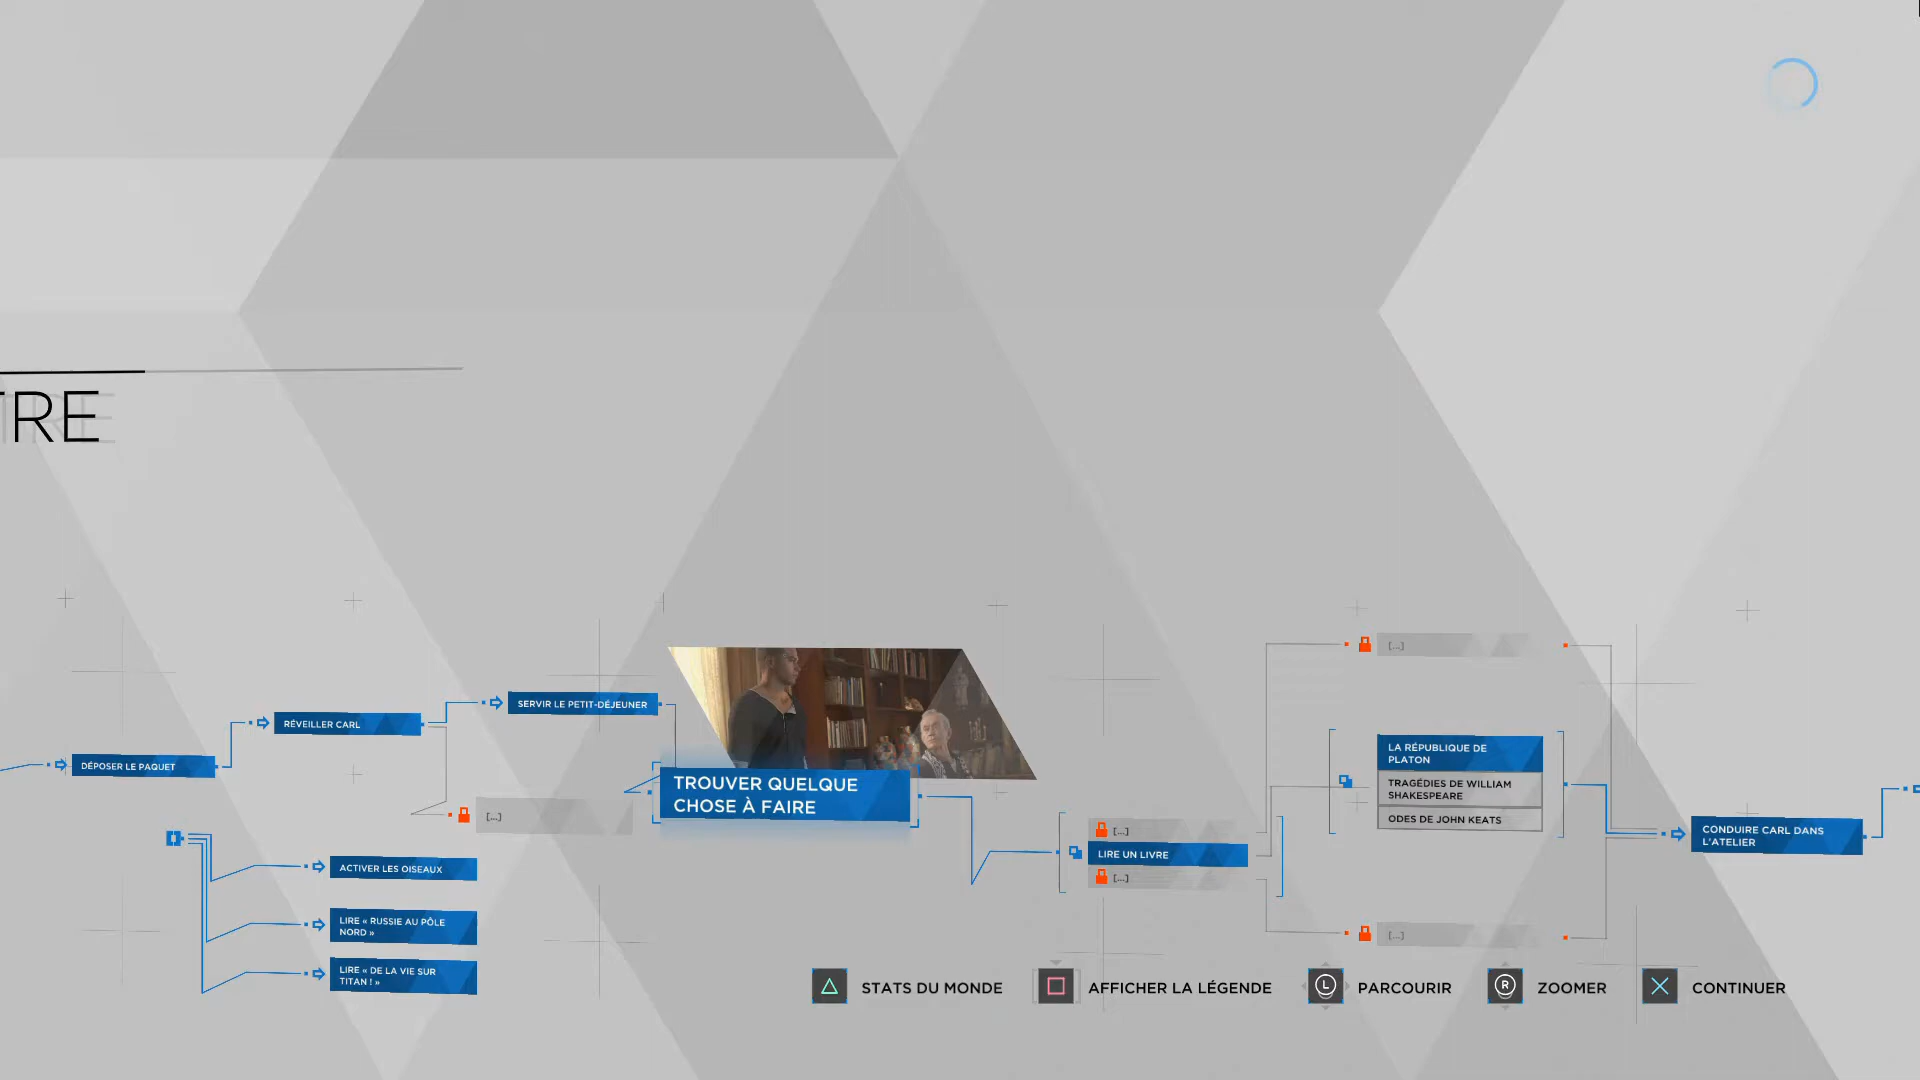 IRE
SERVIR LE PETIT-DÉJEUNER
RÉVEILLER CARL
DÉPOSER LE PAQUET
[...]
TROUVER QUELQUE
CHOSE À FAIRE
ACTIVER LES OISEAUX
LIRE « RUSSIE AU PÔLE
NORD »
LIRE « DE LA VIE SUR
TITAN ! »
[...]
LIRE UN LIVRE
[...]
[...]
LA RÉPUBLIQUE DE
PLATON
TRAGÉDIES DE WILLIAM
SHAKESPEARE
ODES DE JOHN KEATS
[...]
CONDUIRE CARL DANS
L'ATELIER
STATS DU MONDE
AFFICHER LA LÉGENDE
L
PARCOURIR
R
ZOOMER
CONTINUER